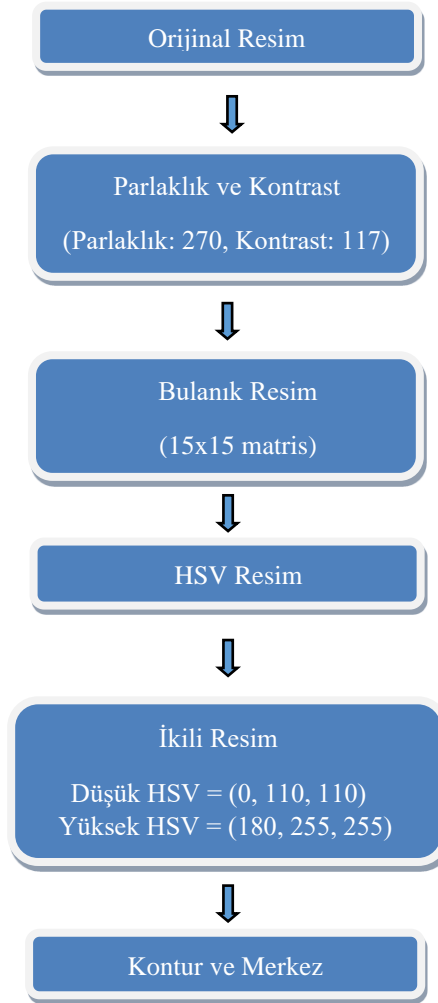 Orijinal Resim
Parlaklık ve Kontrast
(Parlaklık: 270, Kontrast: 117)
Bulanık Resim
(15x15 matris)
HSV Resim
İkili Resim
Düşük HSV = (0, 110, 110)
Yüksek HSV = (180, 255, 255)
Kontur ve Merkez